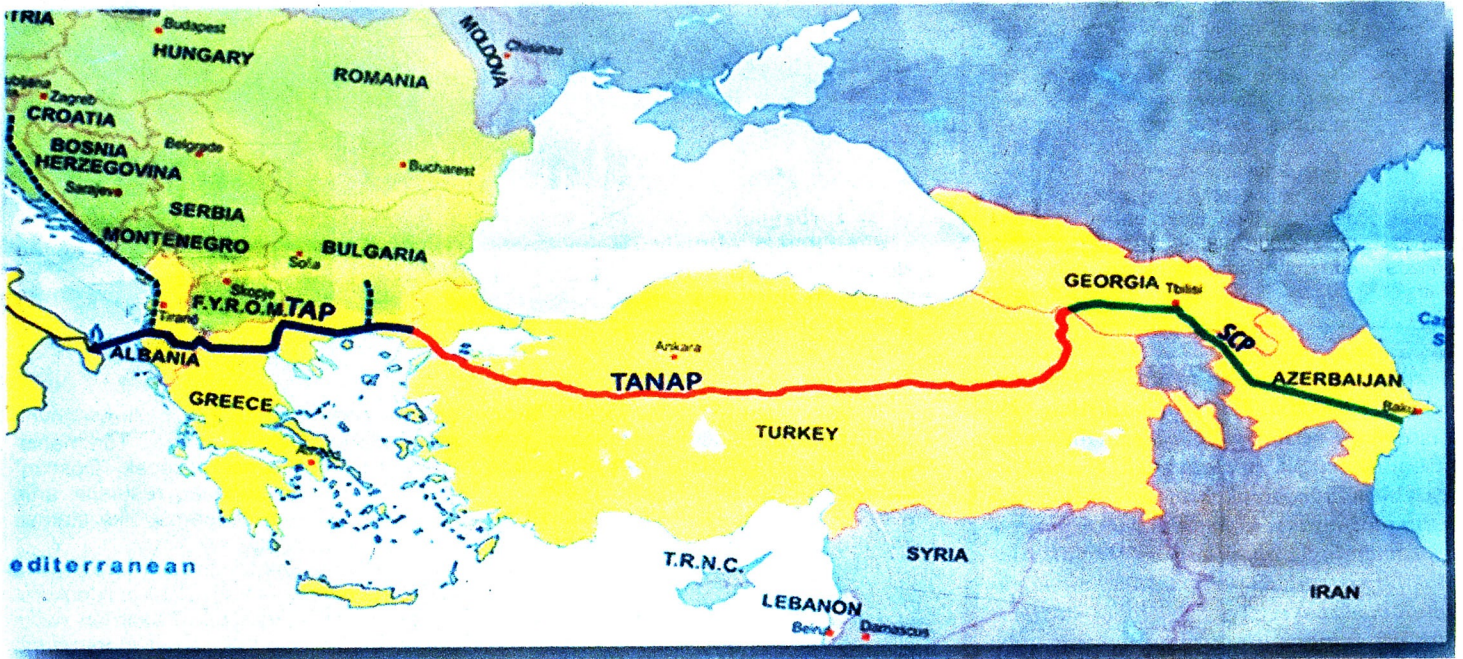 TRIA
Budapest
HUNGARY
ROMANIA
MOLDOVA
Chisinau
Zagreb
CROATIA
BOSNIA
HERZEGOVINA
Sarajevo
Belgrade
Bucharest
SERBIA
MONTENEGRO
BULGARIA
Sofia
Skopje
F.Y.R.O.M.
TAP
Tirana
ALBANIA
GREECE
Athens
Ankara
TANAP
TURKEY
GEORGIA
Tbilisi
SCP
AZERBAIJAN
Baku
Cas
S
editerranean
T.R.N.C.
LEBANON
Beirut
Damascus
SYRIA
IRAN